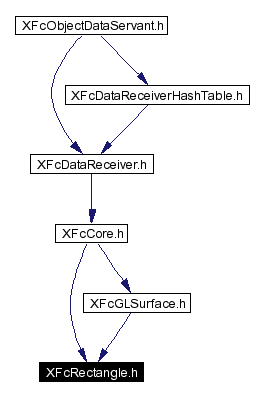 XFcObjectDataServant.h
XFcDataReceiverHashTable.h
XFcDataReceiver.h
XFcCore.h
XFcGLSurface.h
XFcRectangle.h